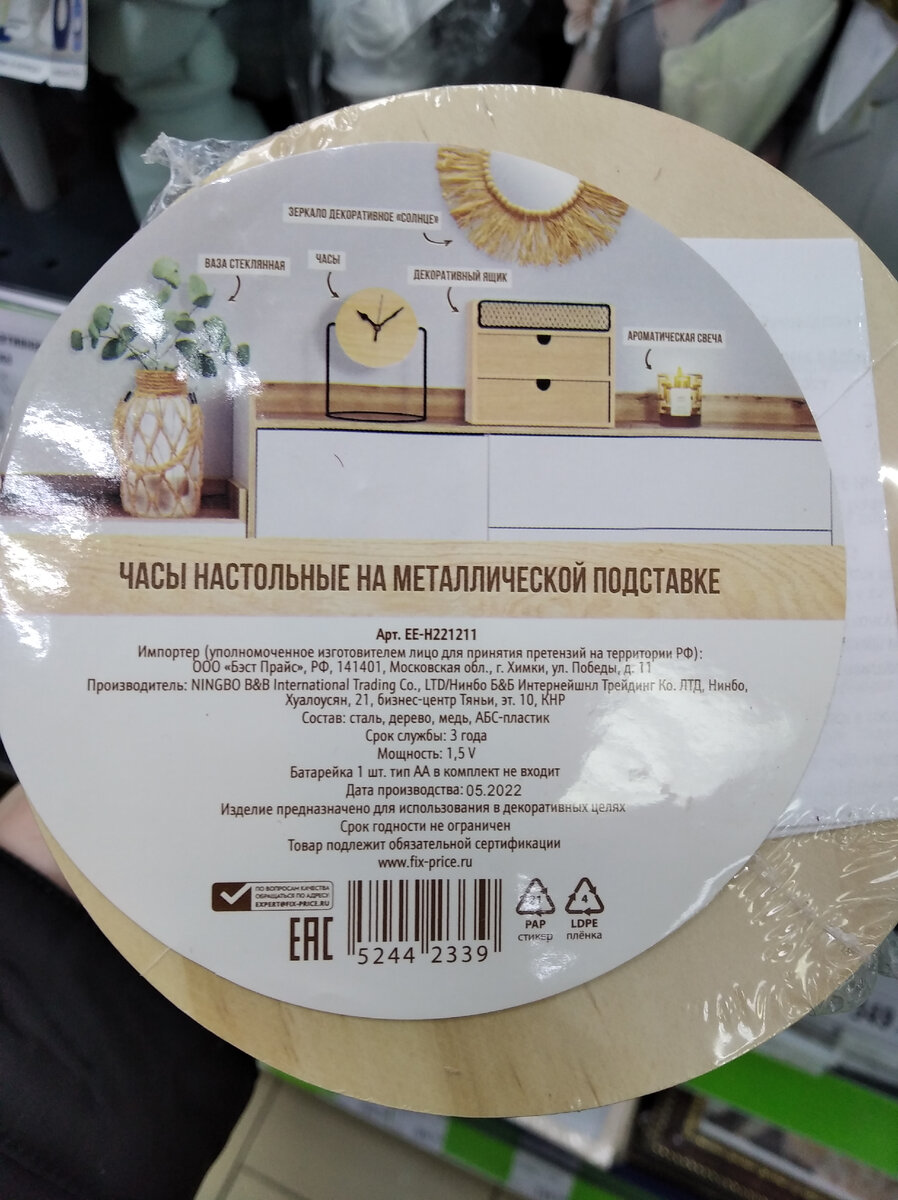 ЗЕРКАЛО ДЕКОРАТИВНОЕ «СОЛНЦЕ»
ВАЗА СТЕКЛЯННАЯ
ЧАСЫ
ДЕКОРАТИВНЫЙ ЯЩИК
АРОМАТИЧЕСКАЯ СВЕЧА
ЧАСЫ НАСТОЛЬНЫЕ НА МЕТАЛЛИЧЕСКОЙ ПОДСТАВКЕ
Арт. EE-H221211
Импортер (уполномоченное изготовителем лицо для принятия претензий на территории РФ):
ООО «Бэст Прайс», РФ, 141401, Московская обл., г. Химки, ул. Победы, д. 11
Производитель: NINGBO B&B International Trading Co., LTD/Нинбо Б&Б Интернейшнл Трейдинг Ко. ЛТД, Нинбо,
Хуалоусян, 21, бизнес-центр Тяньи, эт. 10, КНР
Состав: сталь, дерево, медь, АБС-пластик
Срок службы: 3 года
Мощность: 1,5 V
Батарейка 1 шт. тип АА в комплект не входит
Дата производства: 05.2022
Изделие предназначено для использования в декоративных целях
Срок годности не ограничен
Товар подлежит обязательной сертификации
www.fix-price.ru
ПО ВОПРОСАМ КАЧЕСТВА
ОБРАЩАТЬСЯ ПО АДРЕСУ
EXPERT@FIX-PRICE.RU
EAC
5244 2339
21
PAP
стикер
4
LDPE
плёнка